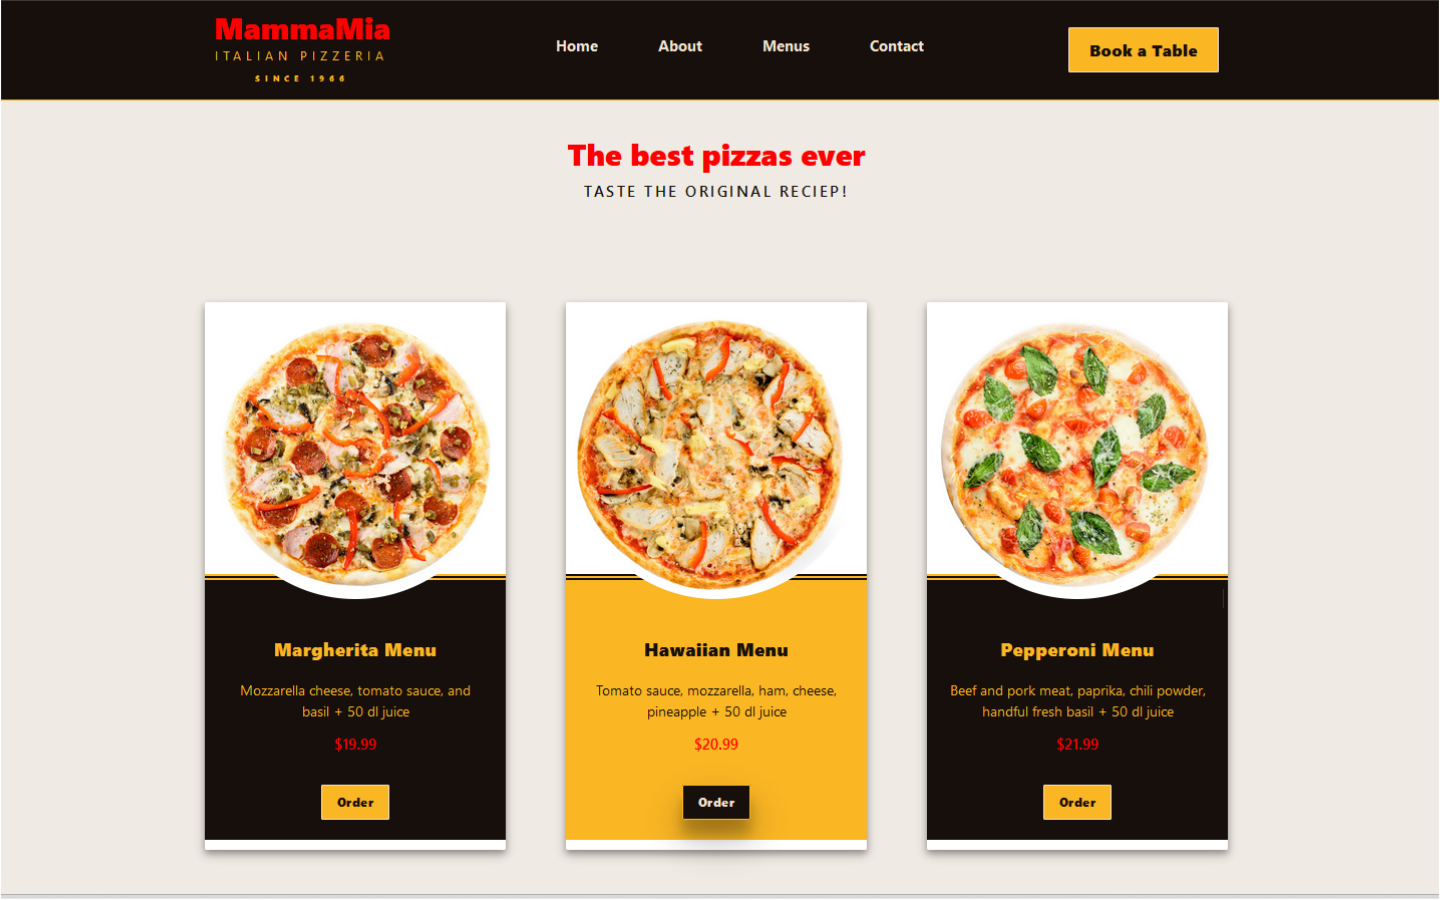 MammaMia
ITALIAN PIZZERIA
SINCE 1966
Home About Menus Contact
Book a Table
The best pizzas ever
TASTE THE ORIGINAL RECIEP!
Margherita Menu
Mozzarella cheese, tomato sauce, and
basil + 50 dl juice
$19.99
Order
Hawaiian Menu
Tomato sauce, mozzarella, ham, cheese,
pineapple + 50 dl juice
$20.99
Order
Pepperoni Menu
Beef and pork meat, paprika, chili powder,
handful fresh basil + 50 dl juice
$21.99
Order